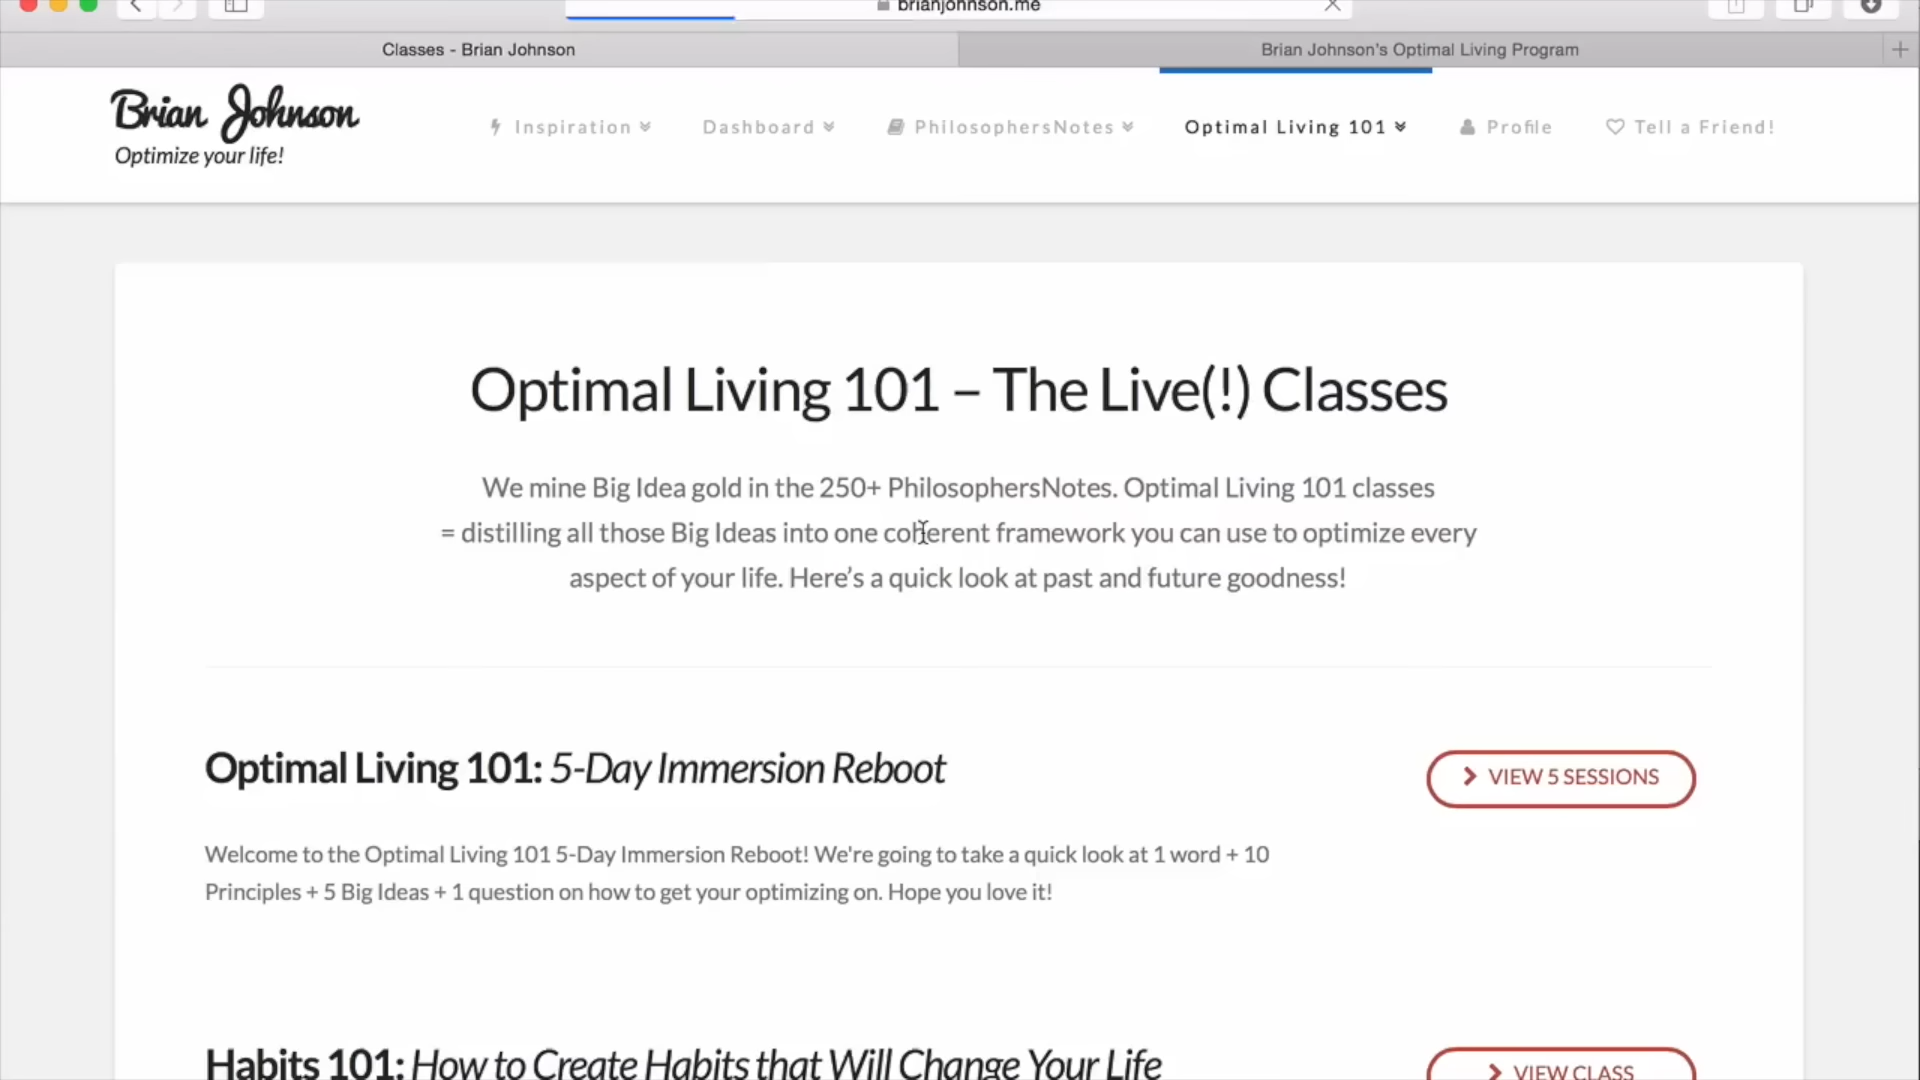 brianjohnson.me
Classes - Brian Johnson
Brian Johnson's Optimal Living Program
Brian Johnson
Optimize your life!
Inspiration
Dashboard
PhilosophersNotes
Optimal Living 101
Profile
Tell a Friend!
Optimal Living 101 – The Live(!) Classes
We mine Big Idea gold in the 250+ PhilosophersNotes. Optimal Living 101 classes
= distilling all those Big Ideas into one coherent framework you can use to optimize every
aspect of your life. Here's a quick look at past and future goodness!
Optimal Living 101: 5-Day Immersion Reboot
VIEW 5 SESSIONS
Welcome to the Optimal Living 101 5-Day Immersion Reboot! We're going to take a quick look at 1 word + 10
Principles + 5 Big Ideas + 1 question on how to get your optimizing on. Hope you love it!
Habits 101: How to Create Habits that Will Change Your Life
VIEW CLASS